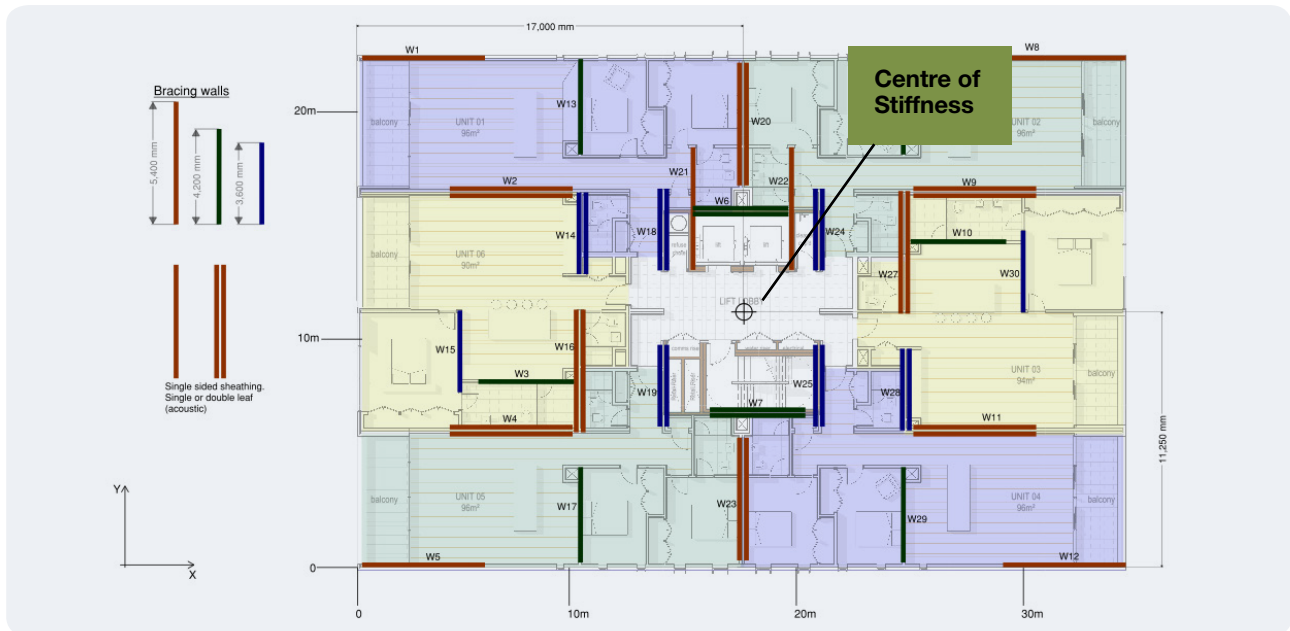 17,000 mm
W1
W8
Centre of
Stiffness
Bracing walls
5,400 mm
4,200 mm
3,600 mm
20m
W13
W20
balcony
UNIT 01
96m²
UNIT 02
96m²
balcony
W21
W22
W2
W9
W6
W14
W18
W24
W10
lift
lift
UNIT 06
90m²
W27
W30
LIFT LOBBY
10m
W15
W16
W3
W19
W25
W28
UNIT 03
94m²
balcony
W7
W4
W11
Single sided sheathing.
Single or double leaf
(acoustic)
11,250 mm
Y
X
balcony
UNIT 05
96m²
W17
W23
W29
UNIT 04
96m²
balcony
W5
W12
0
0
10m
20m
30m